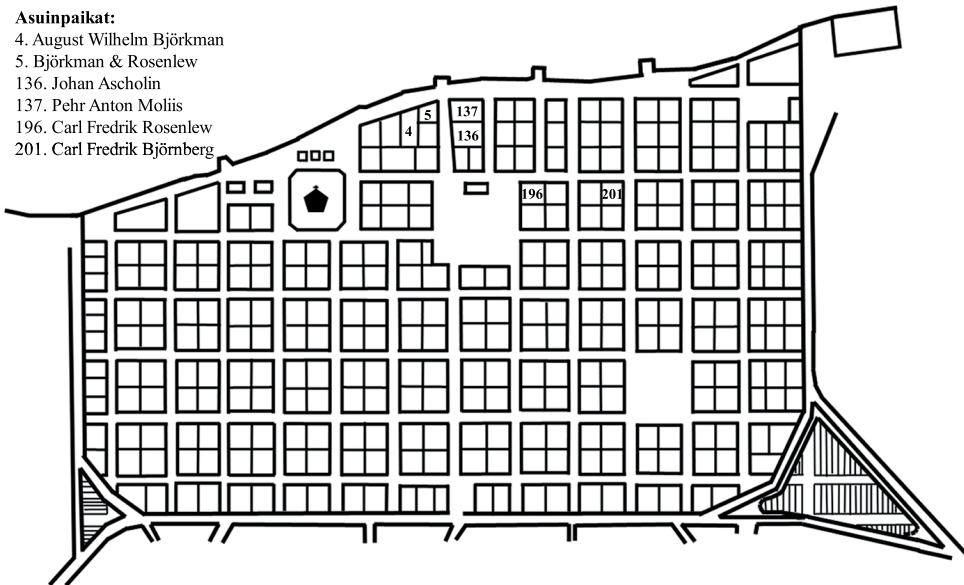 Asuinpaikat:
4. August Wilhelm Björkman
5. Björkman & Rosenlew
136. Johan Ascholin
137. Pehr Anton Moliis
196. Carl Fredrik Rosenlew
201. Carl Fredrik Björnberg
5
137
4
136
196
201